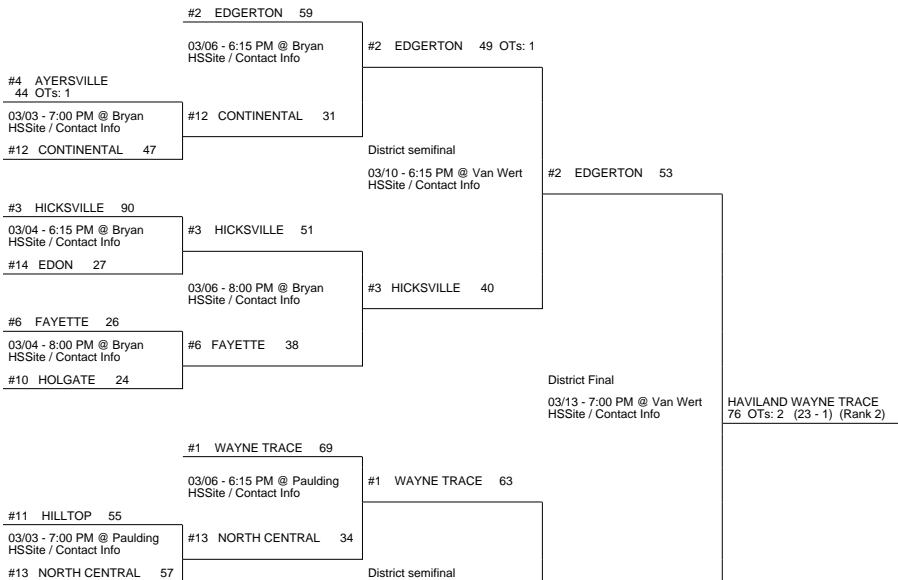 #2 EDGERTON 59
03/06 - 6:15 PM @ Bryan
HSSite / Contact Info
#2 EDGERTON 49 OTs: 1
#4 AYERSVILLE
44 OTs: 1
03/03 - 7:00 PM @ Bryan
HSSite / Contact Info
#12 CONTINENTAL 31
#12 CONTINENTAL 47
District semifinal
03/10 - 6:15 PM @ Van Wert
HSSite / Contact Info
#2 EDGERTON 53
#3 HICKSVILLE 90
03/04 - 6:15 PM @ Bryan
HSSite / Contact Info
#3 HICKSVILLE 51
#14 EDON 27
03/06 - 8:00 PM @ Bryan
HSSite / Contact Info
#3 HICKSVILLE 40
#6 FAYETTE 26
03/04 - 8:00 PM @ Bryan
HSSite / Contact Info
#6 FAYETTE 38
#10 HOLGATE 24
District Final
03/13 - 7:00 PM @ Van Wert
HSSite / Contact Info
HAVILAND WAYNE TRACE
76 OTs: 2 (23 - 1) (Rank 2)
#1 WAYNE TRACE 69
03/06 - 6:15 PM @ Paulding
HSSite / Contact Info
#1 WAYNE TRACE 63
#11 HILLTOP 55
03/03 - 7:00 PM @ Paulding
HSSite / Contact Info
#13 NORTH CENTRAL 34
#13 NORTH CENTRAL 57
District semifinal